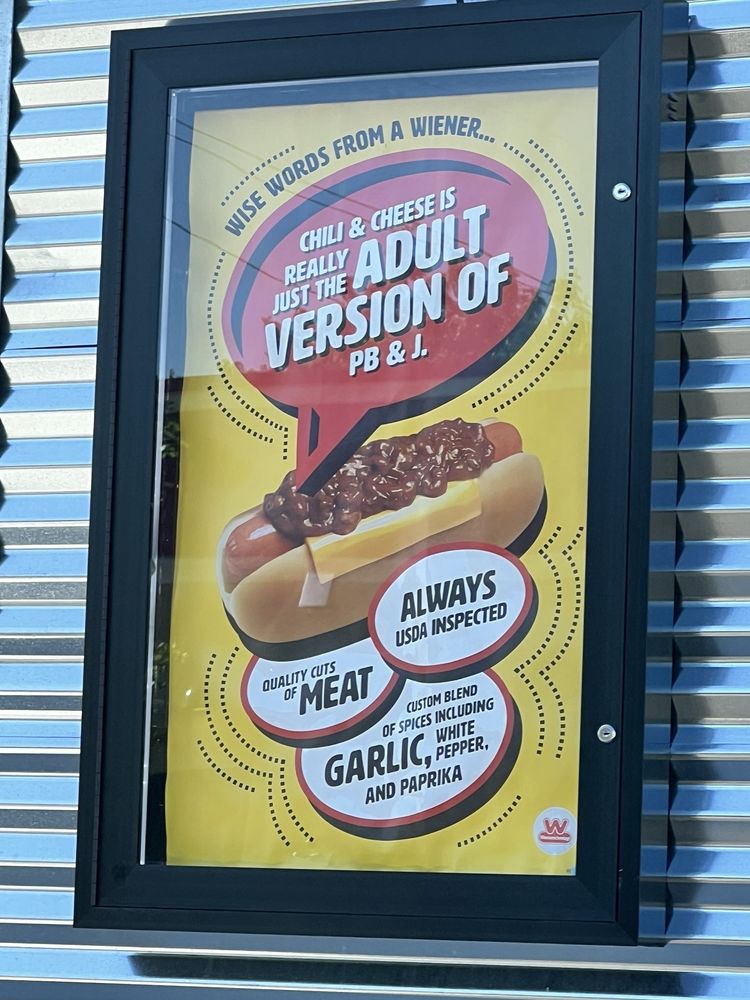 WISE WORDS FROM A WIENER...
CHILI & CHEESE IS
REALLY
JUST THE ADULT
VERSION OF
PB & J.
ALWAYS
USDA INSPECTED
QUALITY CUTS
OF MEAT
CUSTOM BLEND
OF SPICES INCLUDING
GARLIC, WHITE
PEPPER,
AND PAPRIKA
W